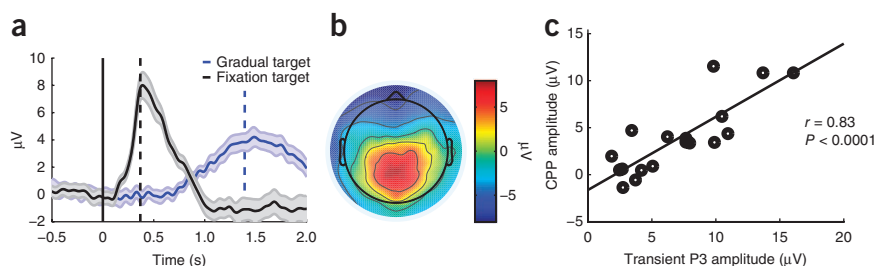 a
Gradual target
Fixation target
μV
10
8
6
4
2
0
−2
−0.5
0
0.5
1.0
1.5
2.0
Time (s)
b
5
0
−5
μV
c
CPP amplitude (μV)
15
10
5
0
−5
r = 0.83
P < 0.0001
0
5
10
15
20
Transient P3 amplitude (μV)